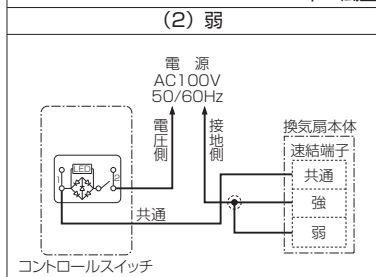 (2) 弱
電 源
AC100V
50/60Hz
電圧側
接地側
換気扇本体
速結端子
共通
強
弱
LED
1
2
共通
コントロールスイッチ